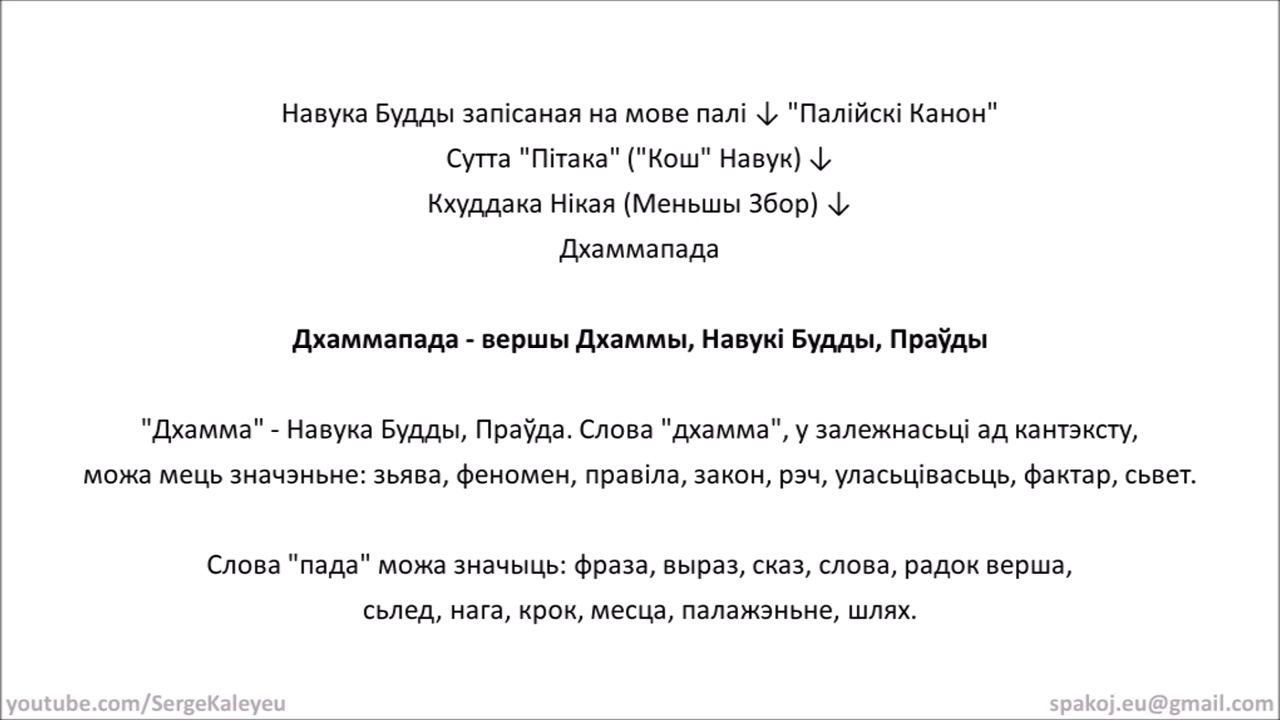 Навука Будды запісаная на мове палі ↓ "Палійскі Канон"
Сутта "Пітака" ("Кош" Навук) ↓
Кхуддака Нікая (Меньшы Збор) ↓
Дхаммапада
Дхаммапада - вершы Дхаммы, Навукі Будды, Праўды
"Дхамма" - Навука Будды, Праўда. Слова "дхамма", у залежнасьці ад кантэксту,
можа мець значэньне: зьява, феномен, правіла, закон, рэч, уласьцівасьць, фактар, сьвет.
Слова "пада" можа значыць: фраза, выраз, сказ, слова, радок верша,
сьлед, нага, крок, месца, палажэньне, шлях.
youtube.com/SergeKaleyeu
spakoj.eu@gmail.com